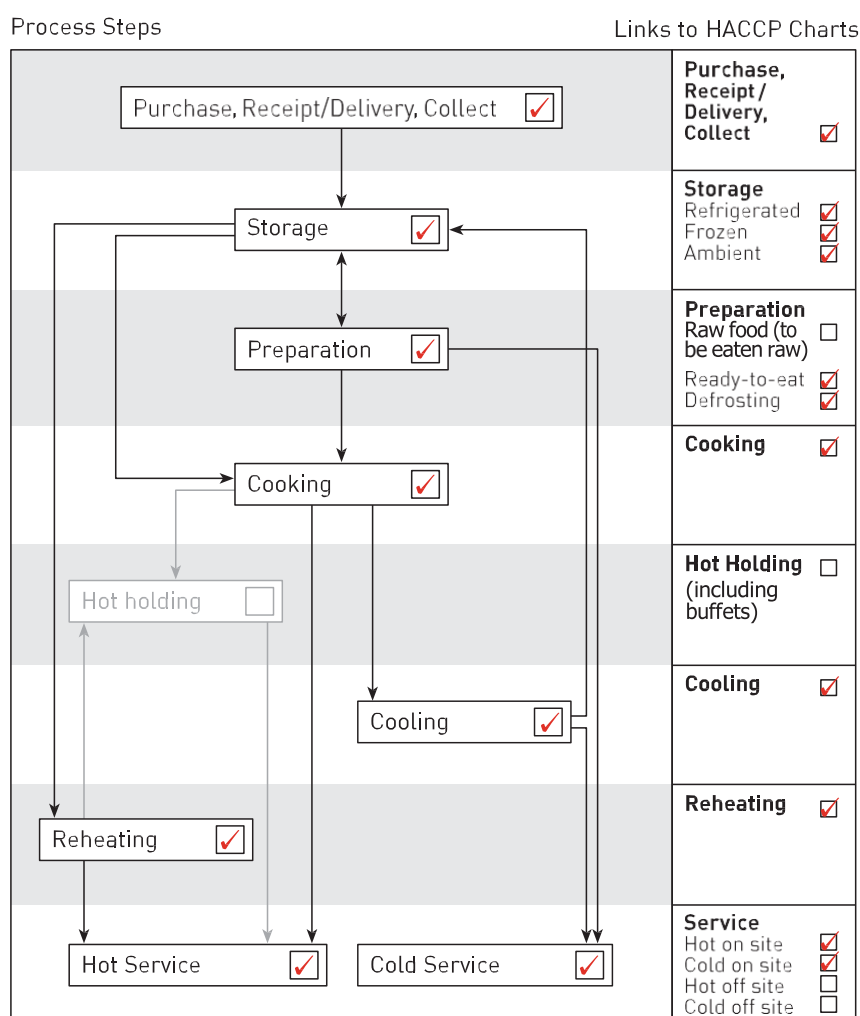 Process Steps
Links to HACCP Charts
Purchase, Receipt/Delivery, Collect
Purchase,
Receipt/
Delivery,
Collect
Storage
Storage
Refrigerated
Frozen
Ambient
Preparation
Preparation
Raw food (to
be eaten raw)
Ready-to-eat
Defrosting
Cooking
Cooking
Hot holding
Hot Holding
(including
buffets)
Cooling
Cooling
Reheating
Reheating
Hot Service
Cold Service
Service
Hot on site
Cold on site
Hot off site
Cold off site